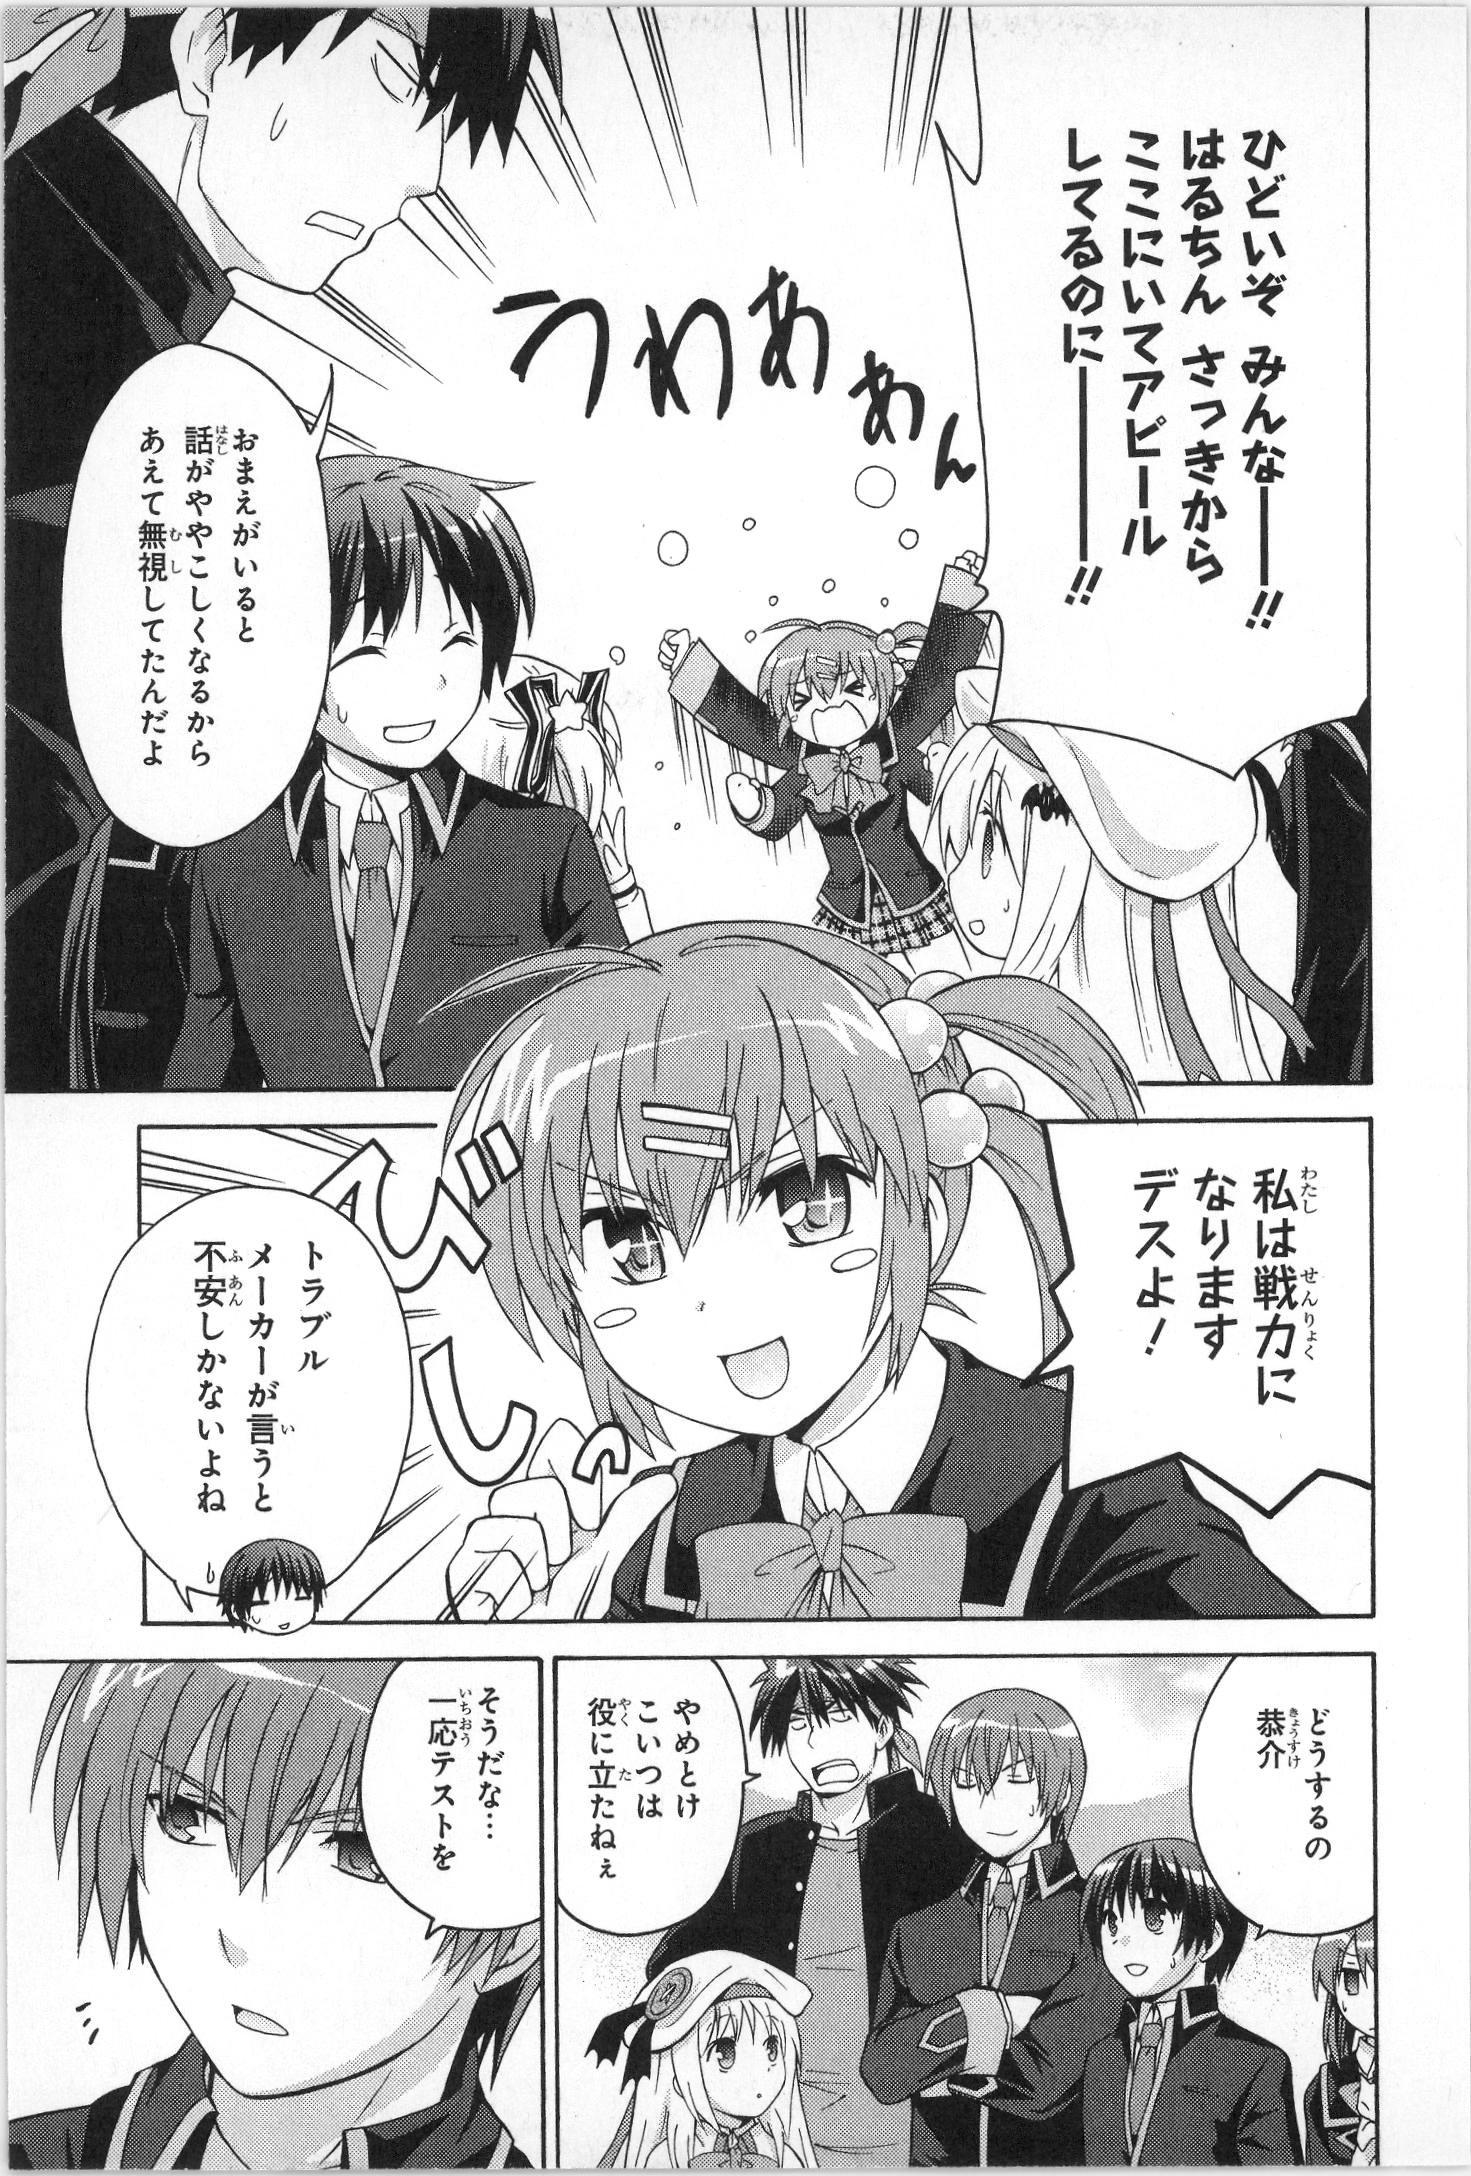 ひどいぞ みんなーーー!!
はるちん さっきから
ここにいてアピール
してるのにーーー!!
うわああん
おまえがいると
話がややこしくなるから
あえて無視してたんだよ
私は戦力に
なります
デスよ!
びしっ
トラブル
メーカーが言うと
不安しかないよね
どうするの
恭介
やめとけ
こいつは
役に立たねぇ
そうだな…
一応テストを